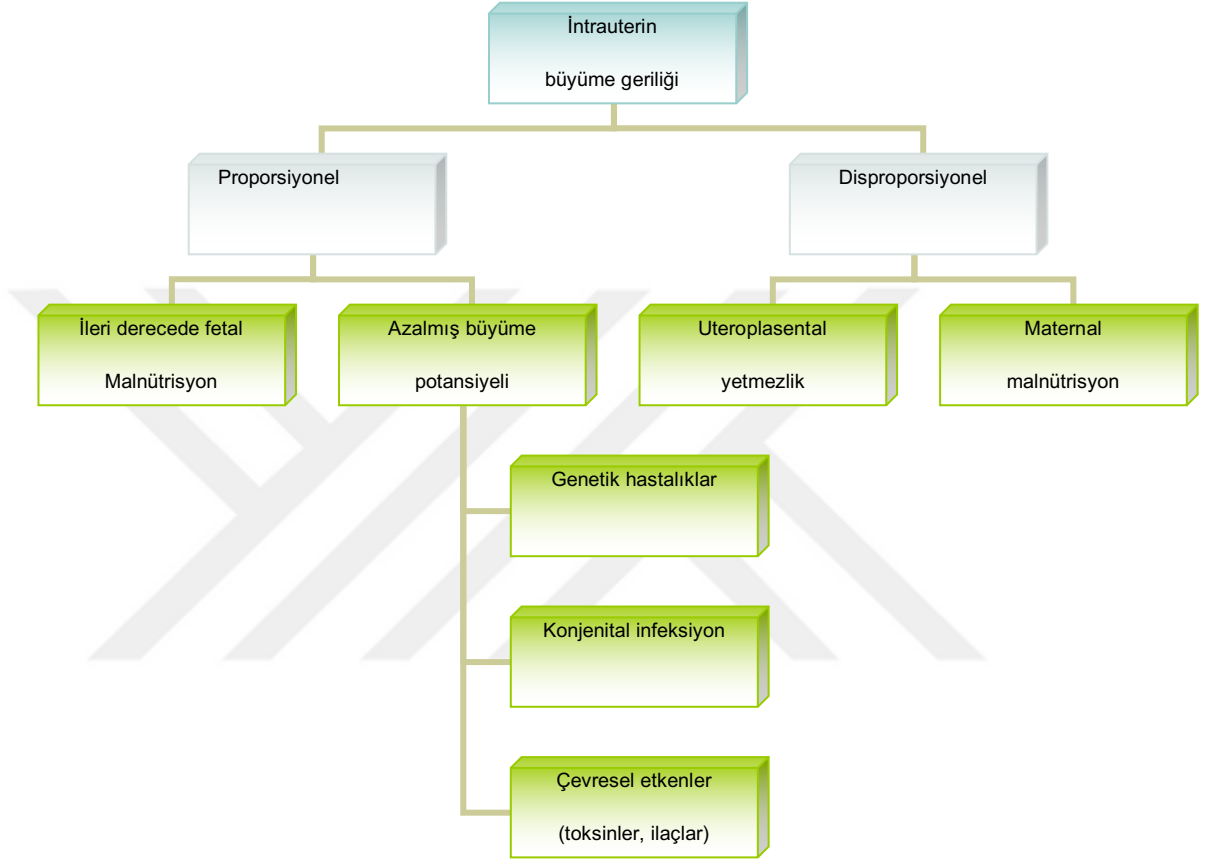 İntrauterin
büyüme geriliği
Proporsiyonel
Disproporsiyonel
İleri derecede fetal
Malnütrisyon
Azalmış büyüme
potansiyeli
Uteroplasental
yetmezlik
Maternal
malnütrisyon
Genetik hastalıklar
Konjenital infeksiyon
Çevresel etkenler
(toksinler, ilaçlar)